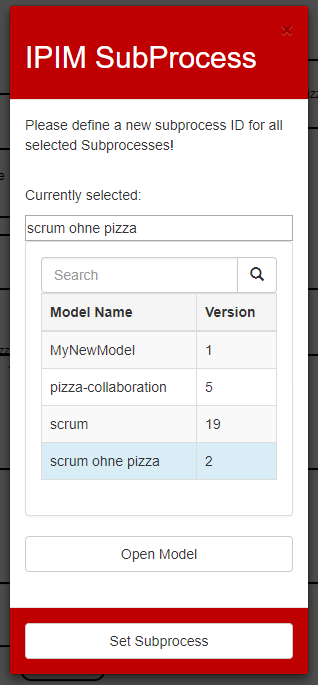 ×
IPIM SubProcess
Please define a new subprocess ID for all
selected Subprocesses!
Currently selected:
scrum ohne pizza
Search
Model Name Version
MyNewModel 1
pizza-collaboration 5
scrum 19
scrum ohne pizza 2
Open Model
Set Subprocess